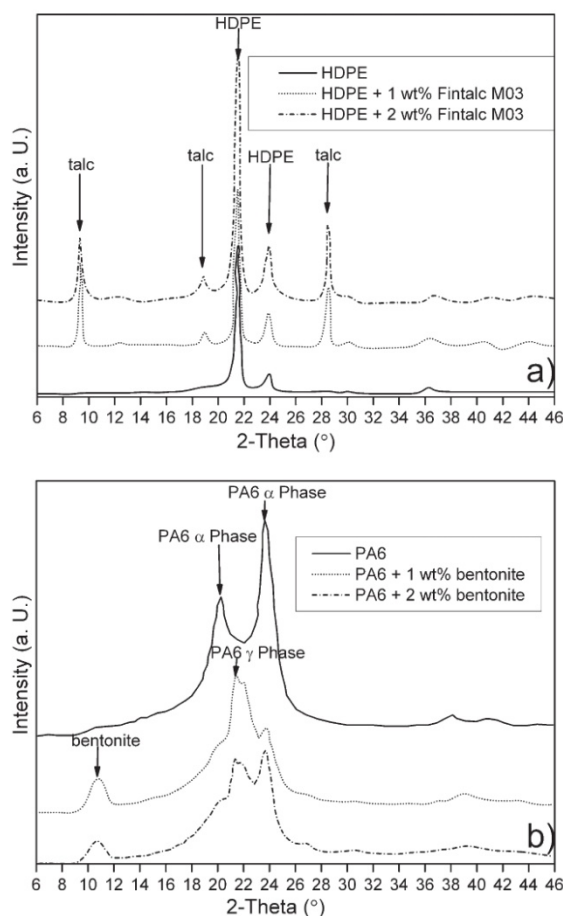 HDPE
HDPE
HDPE + 1 wt% Fintalc M03
HDPE + 2 wt% Fintalc M03
talc
talc
HDPE
talc
Intensity (a. U.)
a)
6 8 10 12 14 16 18 20 22 24 26 28 30 32 34 36 38 40 42 44 46
2-Theta (°)
PA6 α Phase
PA6 α Phase
PA6
PA6 + 1 wt% bentonite
PA6 + 2 wt% bentonite
PA6 γ Phase
bentonite
Intensity (a. U.)
b)
6 8 10 12 14 16 18 20 22 24 26 28 30 32 34 36 38 40 42 44 46
2-Theta (°)